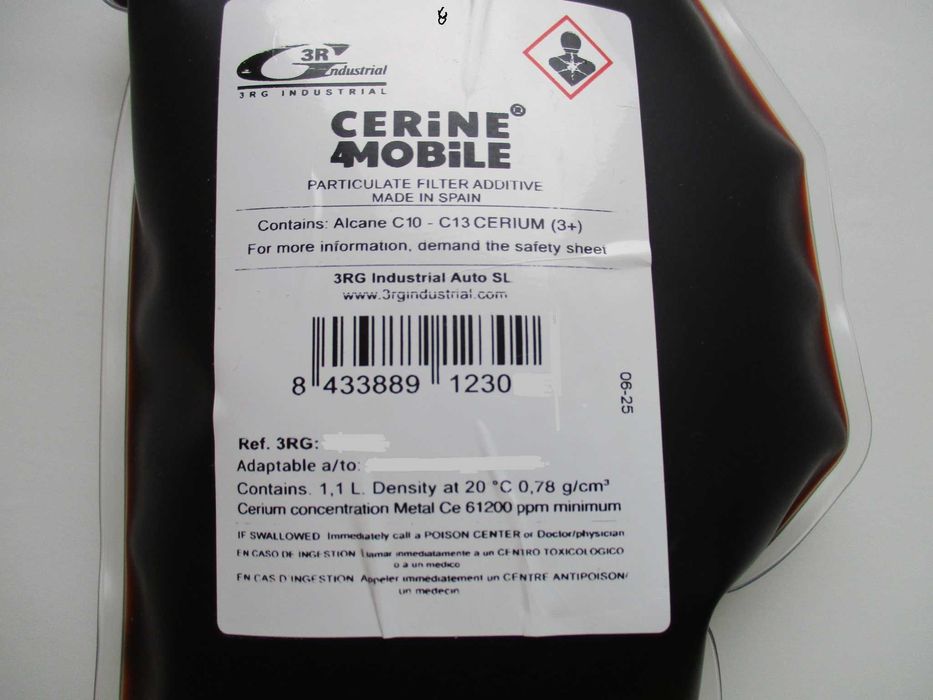 8
3R
Industrial
3RG INDUSTRIAL
CERiNE
4MOBiLE
PARTICULATE FILTER ADDITIVE
MADE IN SPAIN
Contains: Alcane C10 - C13 CERIUM (3+)
For more information, demand the safety sheet
3RG Industrial Auto SL
www.3rgindustrial.com
8 433889 1230
06-25
Ref. 3RG:
Adaptable a/to:
Contains. 1,1 L. Density at 20 °C 0,78 g/cm³
Cerium concentration Metal Ce 61200 ppm minimum
IF SWALLOWED Immediately call a POISON CENTER or Doctor/physician
EN CASO DE INGESTION Llamar inmediatamente a un CENTRO TOXICOLOGICO
o a un medico
EN CAS D'INGESTION Appeler immediatement un CENTRE ANTIPOISON/
un medecin